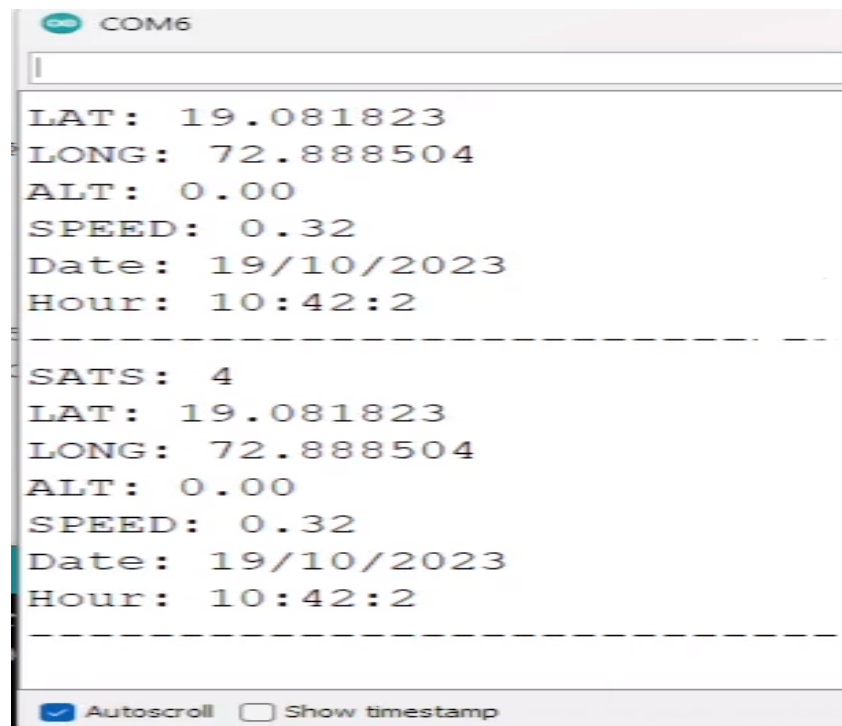 COM6
LAT: 19.081823
LONG: 72.888504
ALT: 0.00
SPEED: 0.32
Date: 19/10/2023
Hour: 10:42:2
---------------------------
SATS: 4
LAT: 19.081823
LONG: 72.888504
ALT: 0.00
SPEED: 0.32
Date: 19/10/2023
Hour: 10:42:2
---------------------------
Autoscroll Show timestamp